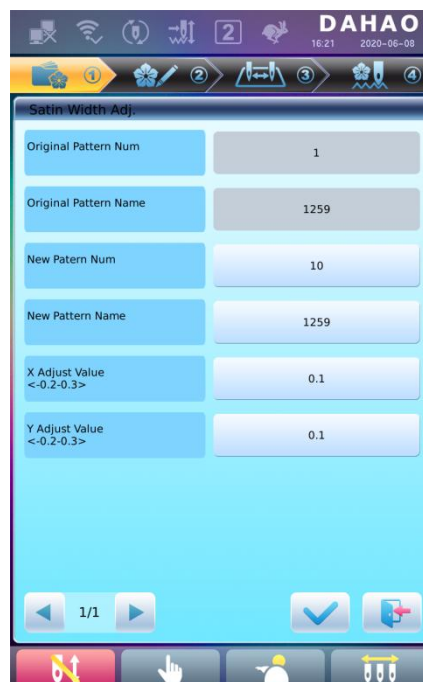 DAHAO
2
16:21 2020-06-08
① ② ③ ④
Satin Width Adj.
Original Pattern Num 1
Original Pattern Name 1259
New Patern Num 10
New Pattern Name 1259
X Adjust Value
<-0.2-0.3> 0.1
Y Adjust Value
<-0.2-0.3> 0.1
1/1